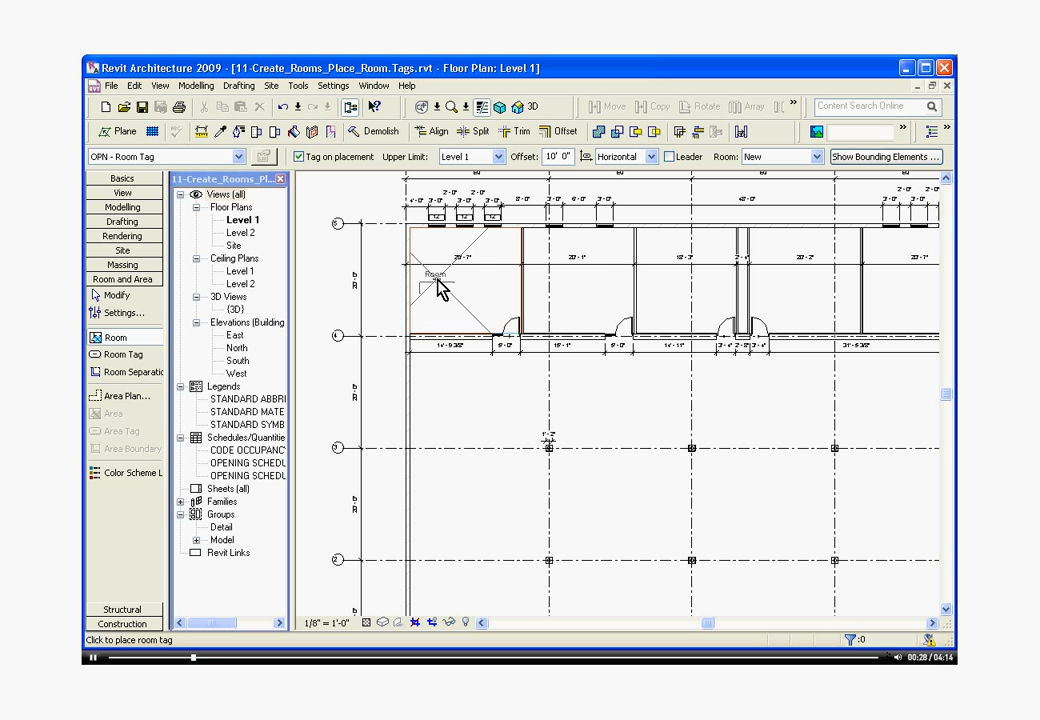 Revit Architecture 2009 - [11-Create_Rooms_Place_Room.Tags.rvt - Floor Plan: Level 1]
File Edit View Modelling Drafting Site Tools Settings Window Help
3D Move Copy Rotate Array » Content Search Online
Plane Demolish Align Split Trim Offset » »
OPN - Room Tag Tag on placement Upper Limit: Level 1 Offset: 10' 0" Horizontal Leader Room: New Show Bounding Elements ...
Basics
View
Modelling
Drafting
Rendering
Site
Massing
Room and Area
Modify
Settings...
Room
Room Tag
Room Separatic
Area Plan...
Area
Area Tag
Area Boundary
Color Scheme L
Structural
Construction
11-Create_Rooms_Pl...
Views (all)
Floor Plans
Level 1
Level 2
Site
Ceiling Plans
Level 1
Level 2
3D Views
{3D}
Elevations (Building
East
North
South
West
Legends
STANDARD ABBRI
STANDARD MATE
STANDARD SYMB
Schedules/Quantitie
CODE OCCUPANC
OPENING SCHEDU
OPENING SCHEDU
Sheets (all)
Families
Groups
Detail
Model
Revit Links
Room
4
2
1/8" = 1'-0"
Click to place room tag
:0
00:28 / 04:14